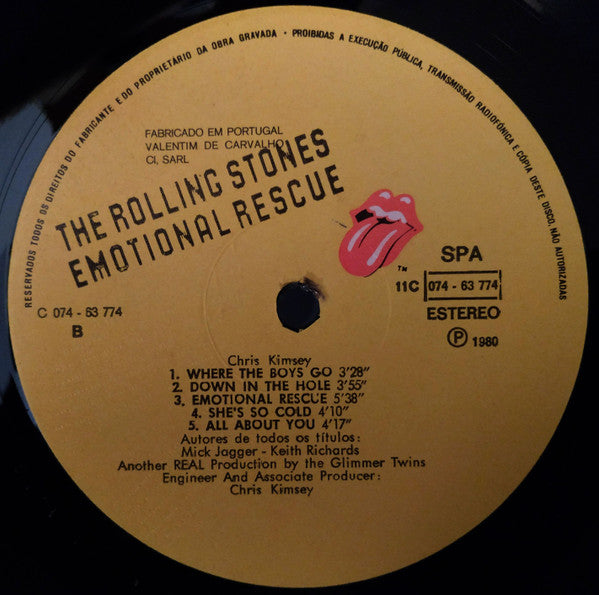 RESERVADOS TODOS OS DIREITOS DO FABRICANTE E DO PROPRIETÁRIO DA OBRA GRAVADA • PROIBIDAS A EXECUÇÃO PÚBLICA, TRANSMISSÃO RADIOFÓNICA E CÓPIA DESTE DISCO, NÃO AUTORIZADAS
FABRICADO EM PORTUGAL
VALENTIM DE CARVALHO
CI, SARL
THE ROLLING STONES
EMOTIONAL RESCUE
TM
SPA
11C 074 - 63 774
ESTEREO
Ⓟ 1980
C 074 - 63 774
B
Chris Kimsey
1. WHERE THE BOYS GO 3'28"
2. DOWN IN THE HOLE 3'55"
3. EMOTIONAL RESCUE 5'38"
4. SHE'S SO COLD 4'10"
5. ALL ABOUT YOU 4'17"
Autores de todos os títulos:
Mick Jagger - Keith Richards
Another REAL Production by the Glimmer Twins
Engineer And Associate Producer:
Chris Kimsey